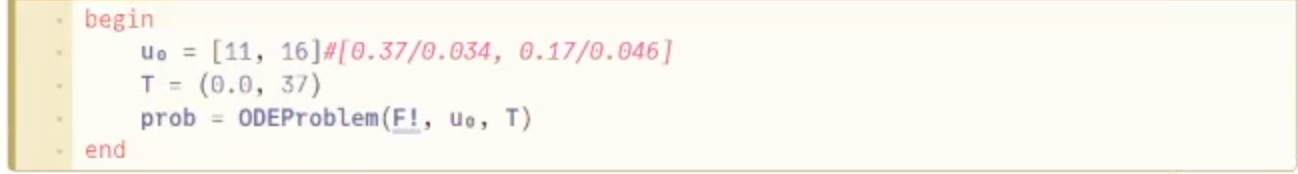 begin
u₀ = [11, 16]#[0.37/0.034, 0.17/0.046]
T = (0.0, 37)
prob = ODEProblem(F!, u₀, T)
end